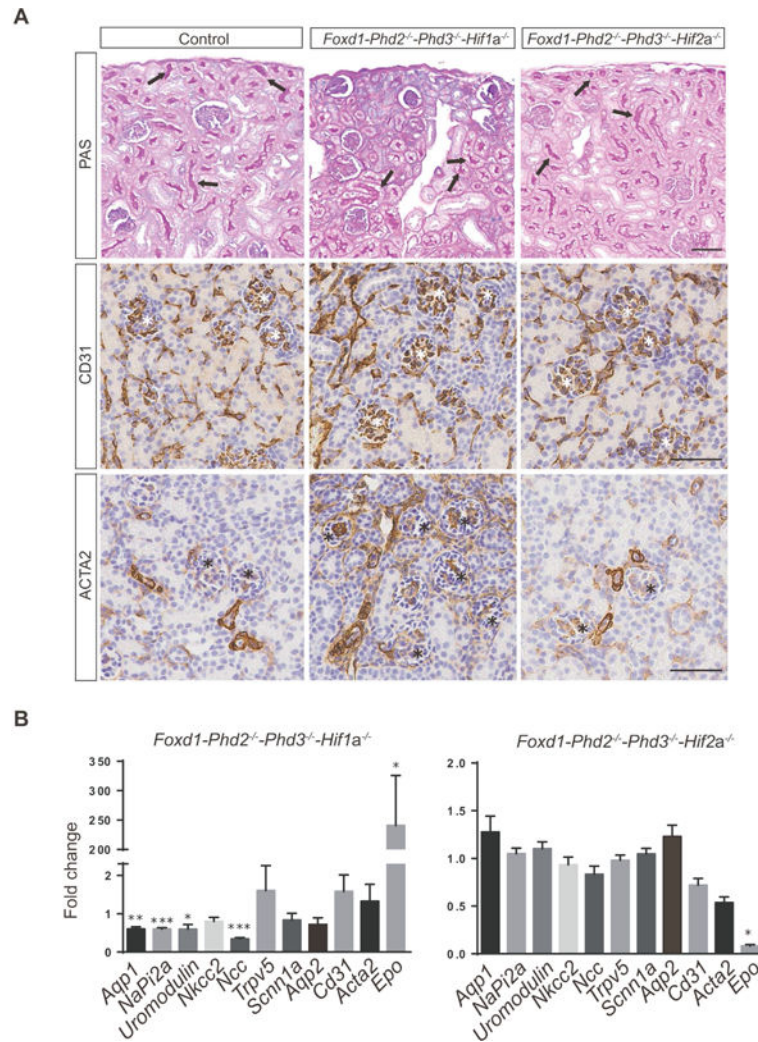 A
Control
Foxd1-Phd2-/--Phd3-/--Hif1a-/-
Foxd1-Phd2-/--Phd3-/--Hif2a-/-
PAS
CD31
* * * *
* * * *
* * * *
ACTA2
* *
* * * * * * *
* *
B
Foxd1-Phd2-/--Phd3-/--Hif1a-/-
Fold change
350
300
250
200
2
1
0
** *** * *** *
Aqp1 NaPi2a Uromodulin Nkcc2 Ncc Trpv5 Scnn1a Aqp2 Cd31 Acta2 Epo
Foxd1-Phd2-/--Phd3-/--Hif2a-/-
2.0
1.5
1.0
0.5
0.0
*
Aqp1 NaPi2a Uromodulin Nkcc2 Ncc Trpv5 Scnn1a Aqp2 Cd31 Acta2 Epo